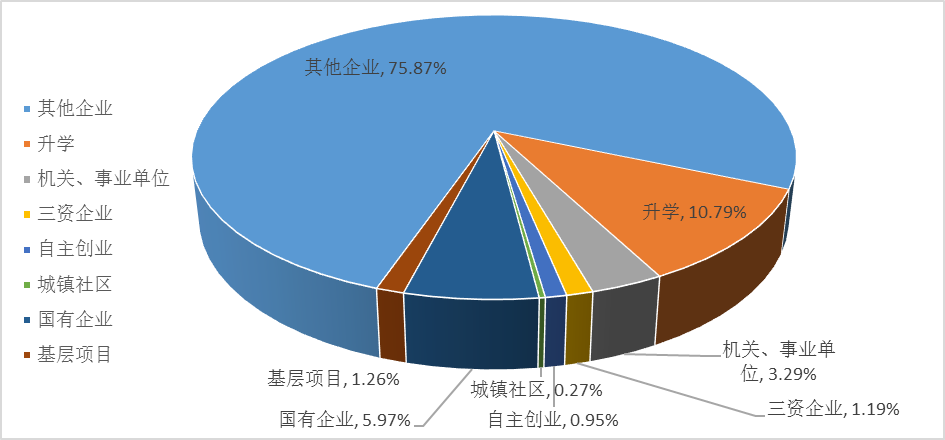 其他企业, 75.87%
其他企业
升学
机关、事业单位
三资企业
自主创业
城镇社区
国有企业
基层项目
升学, 10.79%
机关、事业单
位, 3.29%
三资企业, 1.19%
自主创业, 0.95%
城镇社区, 0.27%
国有企业, 5.97%
基层项目, 1.26%